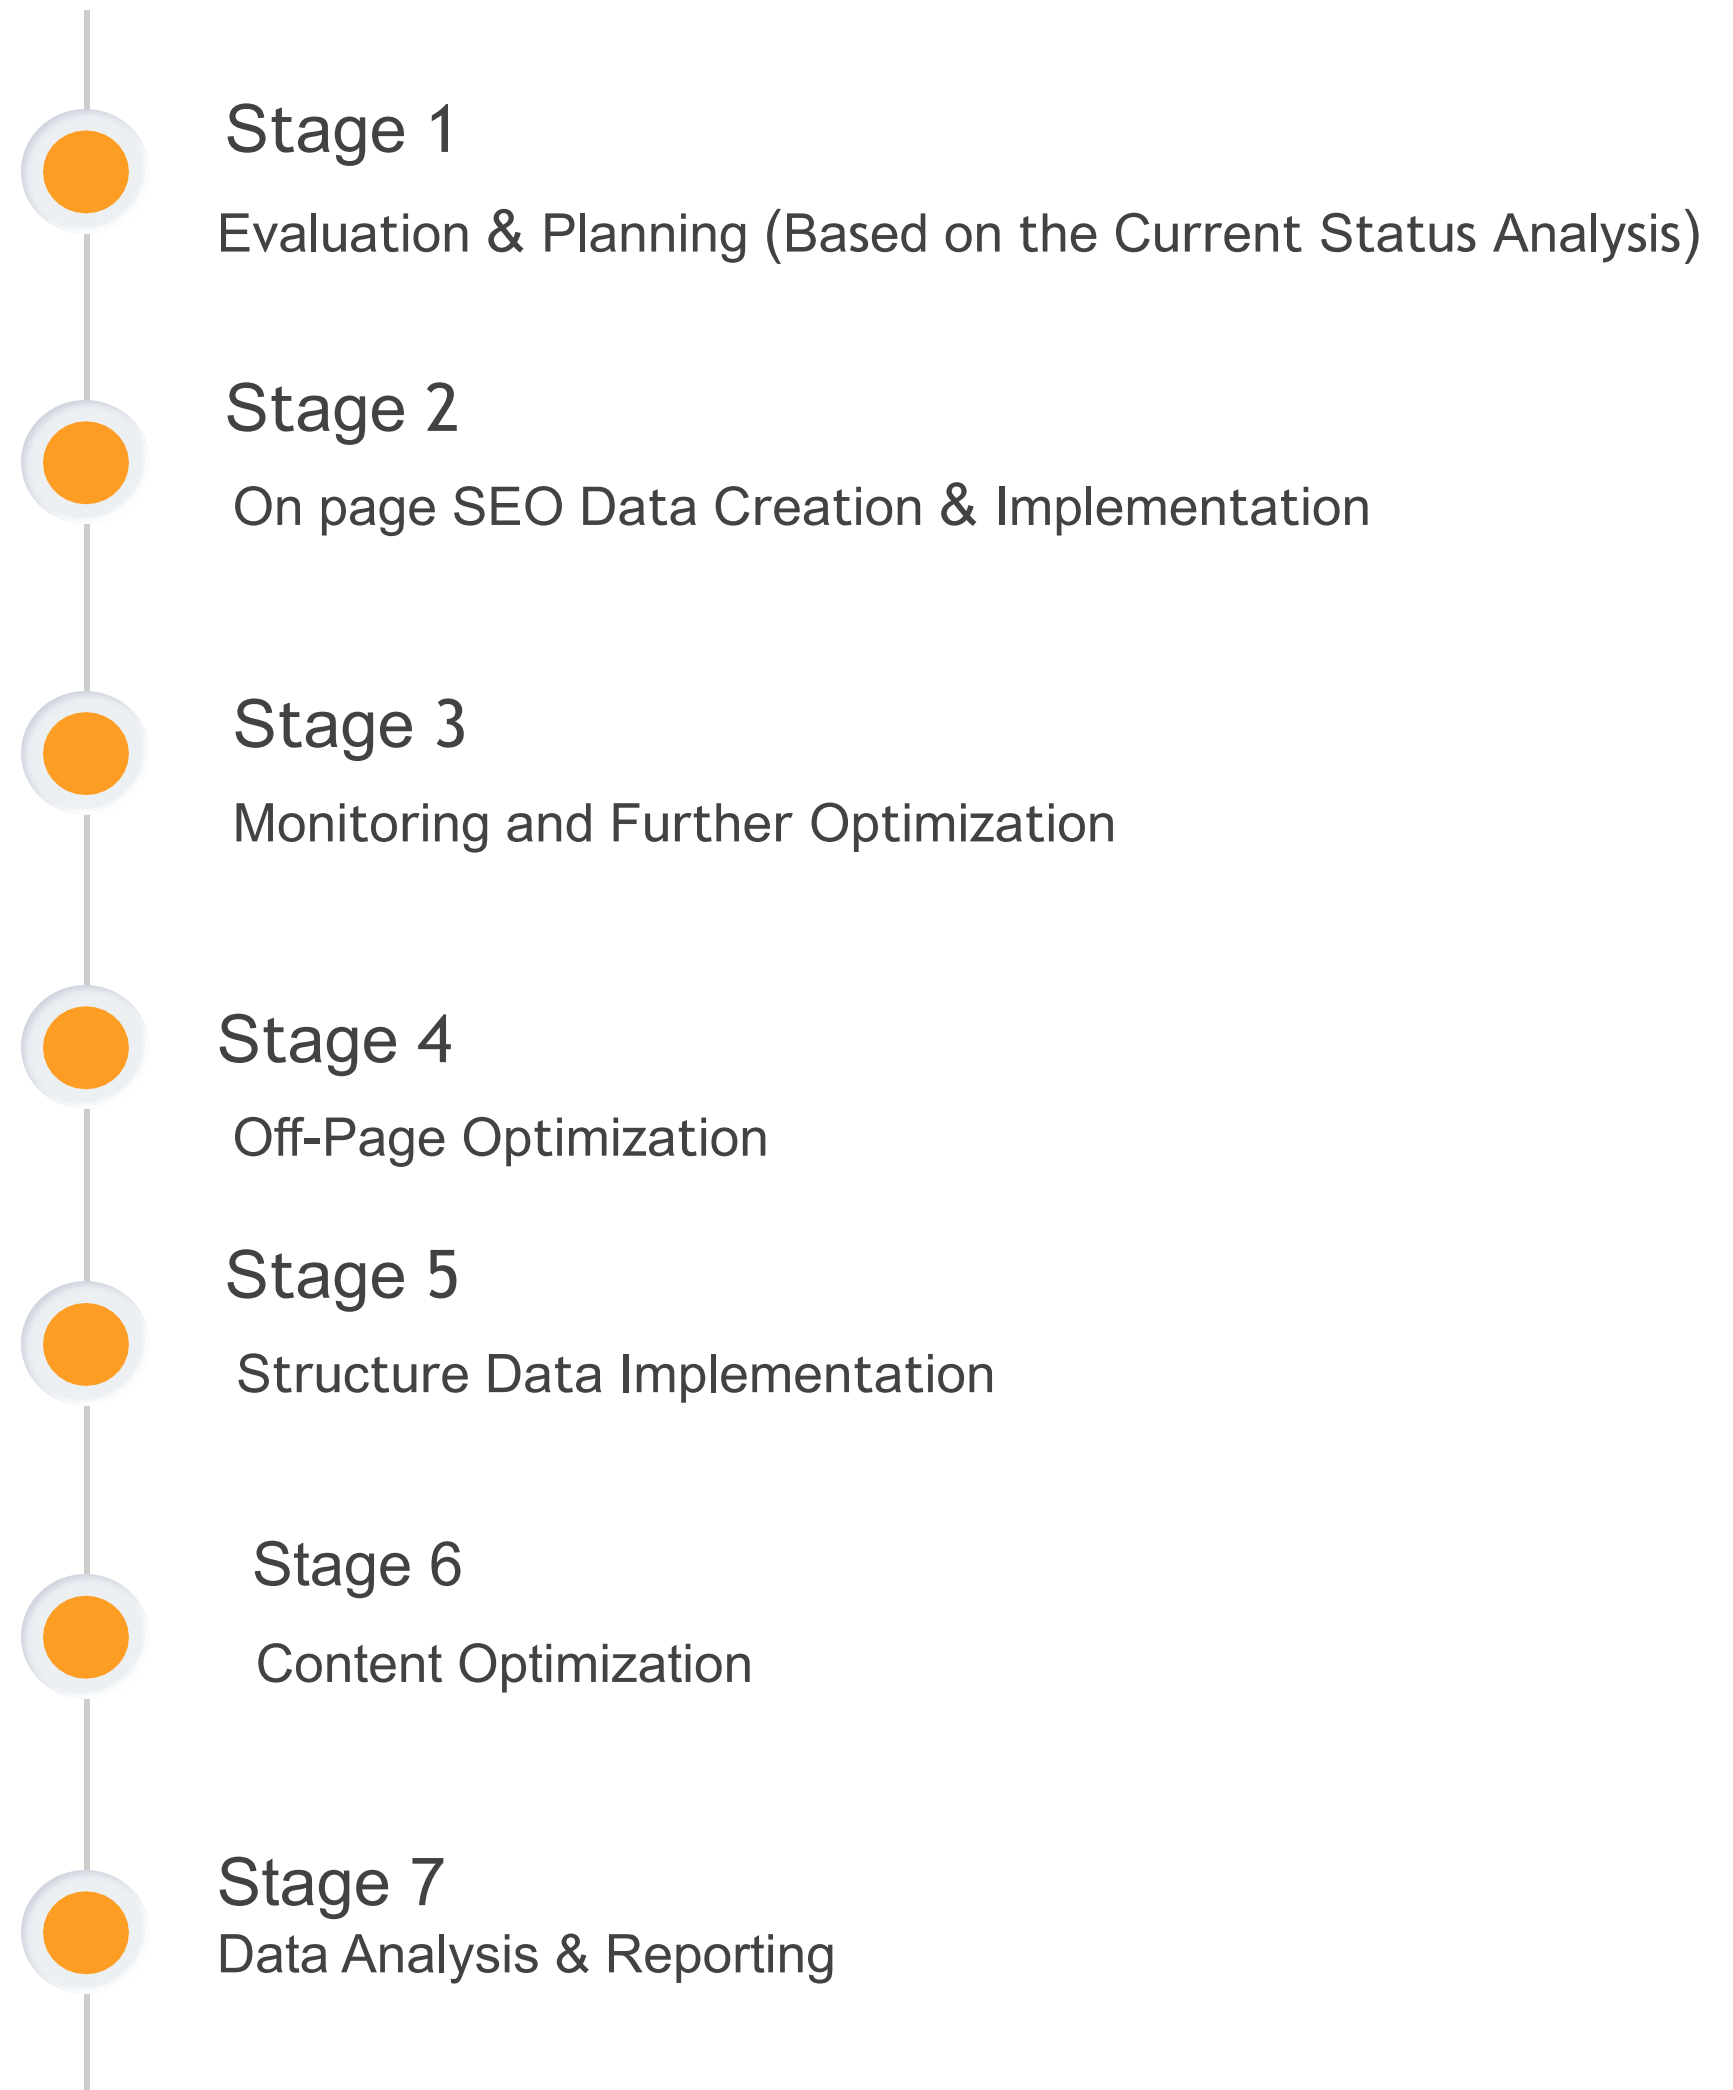 Stage 1
Evaluation & Planning (Based on the Current Status Analysis)
Stage 2
On page SEO Data Creation & Implementation
Stage 3
Monitoring and Further Optimization
Stage 4
Off-Page Optimization
Stage 5
Structure Data Implementation
Stage 6
Content Optimization
Stage 7
Data Analysis & Reporting